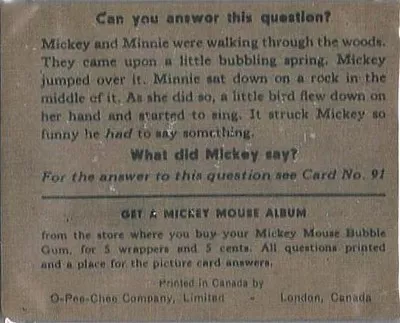 Can you answer this question?
Mickey and Minnie were walking through the woods.
They came upon a little bubbling spring. Mickey
jumped over it. Minnie sat down on a rock in the
middle of it. As she did so, a little bird flew down on
her hand and started to sing. It struck Mickey so
funny he had to say something.
What did Mickey say?
For the answer to this question see Card No. 91
GET A MICKEY MOUSE ALBUM
from the store where you buy your Mickey Mouse Bubble
Gum, for 5 wrappers and 5 cents. All questions printed
and a place for the picture card answers.
Printed in Canada by
O-Pee-Chee Company, Limited - London, Canada